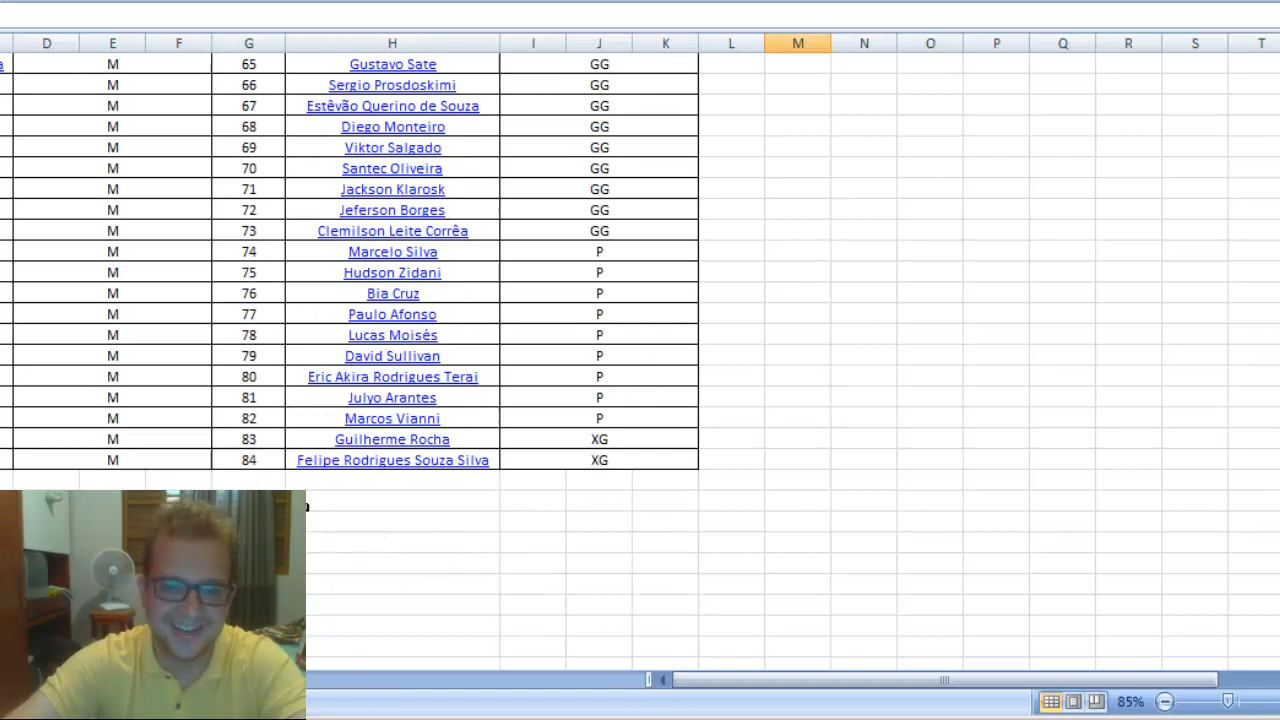 D E F G H I J K L M N O P Q R S T
a M 65 Gustavo Sate GG
M 66 Sergio Prosdoskimi GG
M 67 Estêvão Querino de Souza GG
M 68 Diego Monteiro GG
M 69 Viktor Salgado GG
M 70 Santec Oliveira GG
M 71 Jackson Klarosk GG
M 72 Jeferson Borges GG
M 73 Clemilson Leite Corrêa GG
M 74 Marcelo Silva P
M 75 Hudson Zidani P
M 76 Bia Cruz P
M 77 Paulo Afonso P
M 78 Lucas Moisés P
M 79 David Sullivan P
M 80 Eric Akira Rodrigues Terai P
M 81 Julyo Arantes P
M 82 Marcos Vianni P
M 83 Guilherme Rocha XG
M 84 Felipe Rodrigues Souza Silva XG
85%